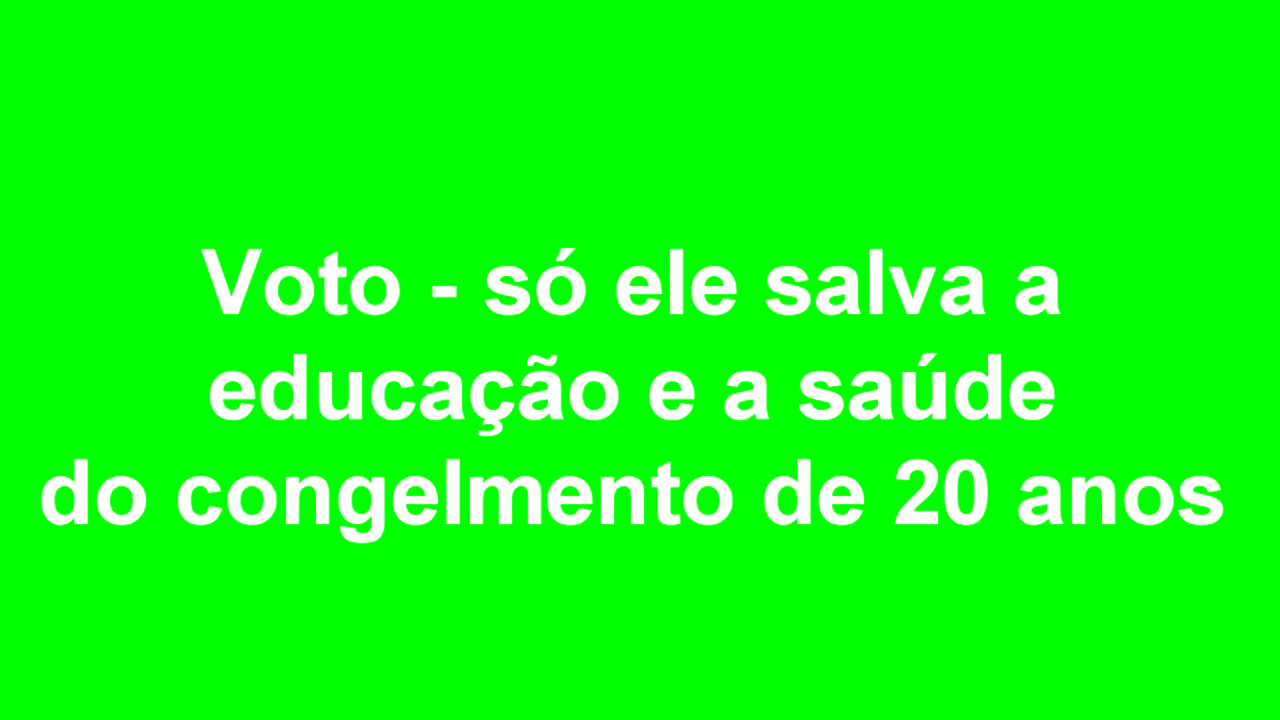 Voto - só ele salva a
educação e a saúde
do congelmento de 20 anos